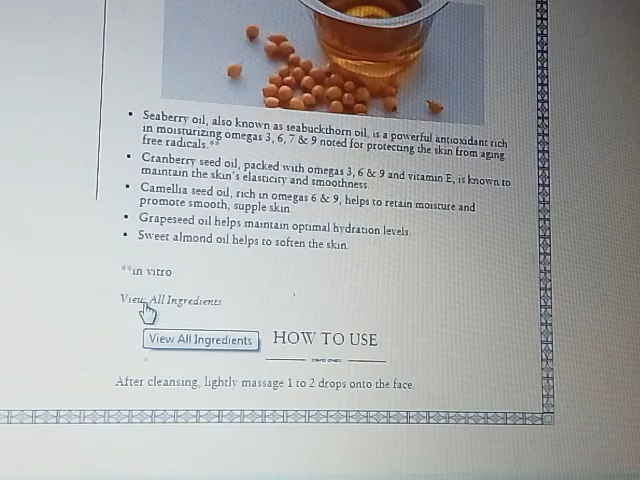 • Seaberry oil, also known as seabuckthorn oil, is a powerful antioxidant rich
in moisturizing omegas 3, 6, 7 & 9 noted for protecting the skin from aging
free radicals.**
• Cranberry seed oil, packed with omegas 3, 6 & 9 and vitamin E, is known to
maintain the skin's elasticity and smoothness.
• Camellia seed oil, rich in omegas 6 & 9, helps to retain moisture and
promote smooth, supple skin.
• Grapeseed oil helps maintain optimal hydration levels.
• Sweet almond oil helps to soften the skin.
**in vitro
View All Ingredients
View All Ingredients
HOW TO USE
After cleansing, lightly massage 1 to 2 drops onto the face.